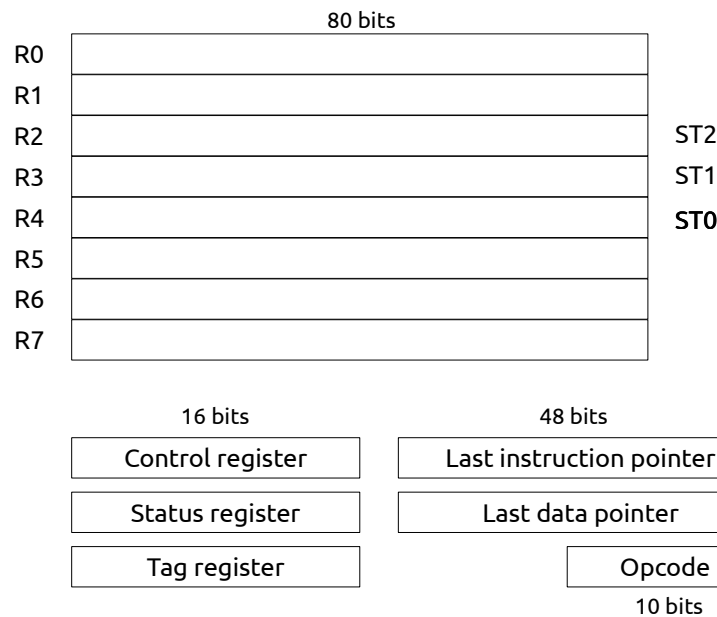 80 bits
R0
R1
R2 ST2
R3 ST1
R4 ST0
R5
R6
R7
16 bits 48 bits
Control register Last instruction pointer
Status register Last data pointer
Tag register Opcode
10 bits